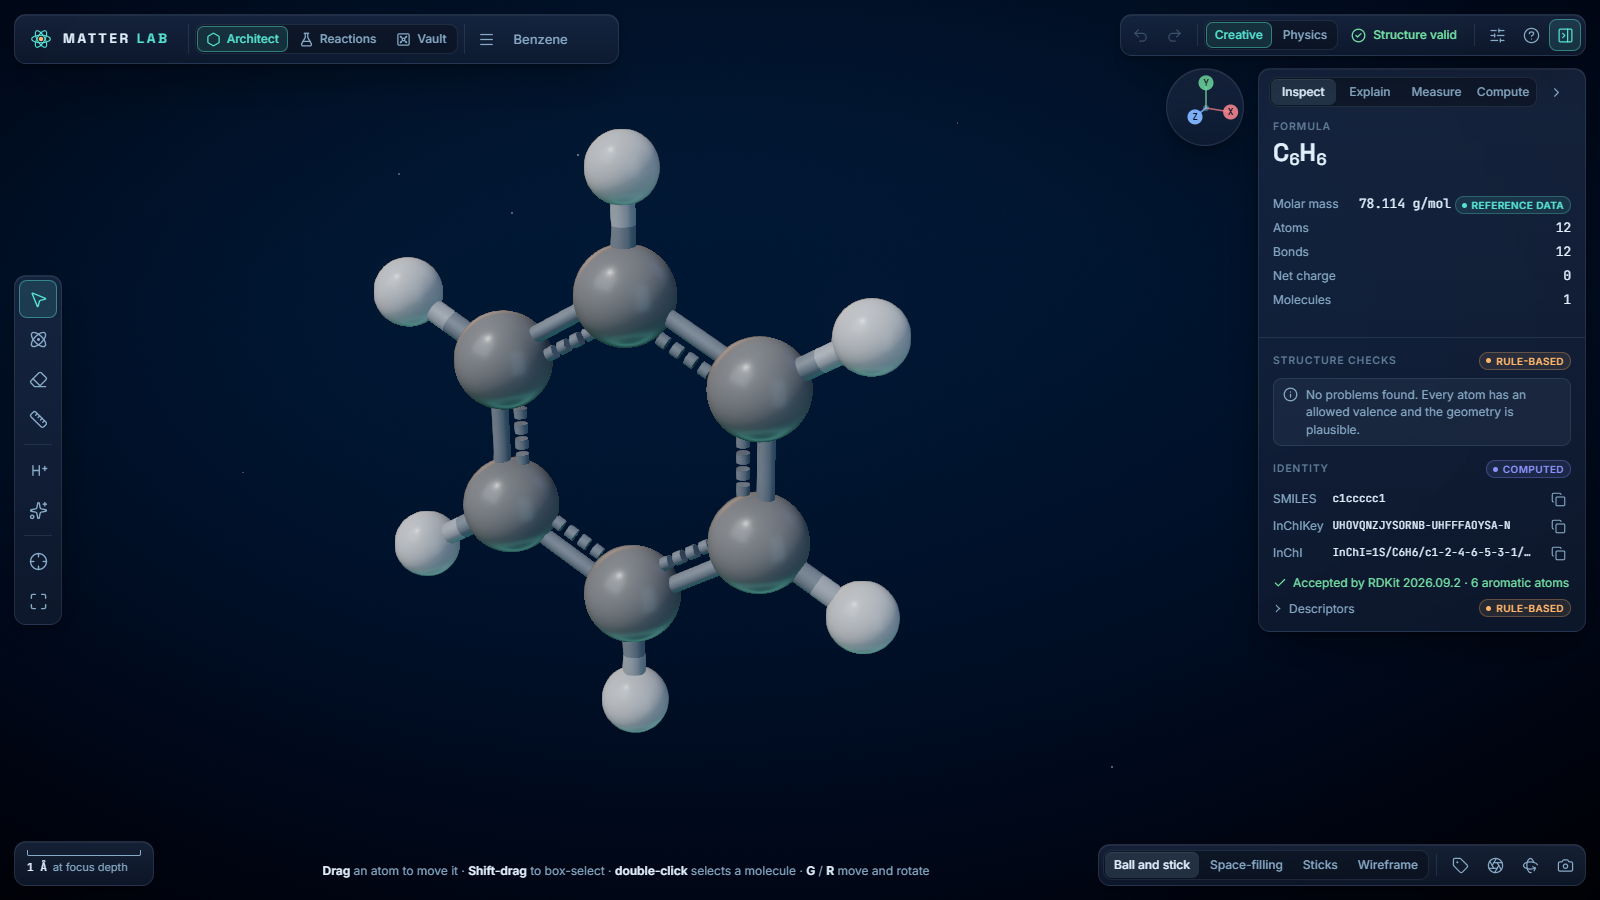 MATTER LAB
Architect
Reactions
Vault
Benzene
Creative
Physics
Structure valid
Y
X
Z
Inspect
Explain
Measure
Compute
FORMULA
C₆H₆
Molar mass 78.114 g/mol REFERENCE DATA
Atoms 12
Bonds 12
Net charge 0
Molecules 1
STRUCTURE CHECKS RULE-BASED
No problems found. Every atom has an
allowed valence and the geometry is
plausible.
IDENTITY COMPUTED
SMILES c1ccccc1
InChIKey UHOVQNZJYSORNB-UHFFFAOYSA-N
InChI InChI=1S/C6H6/c1-2-4-6-5-3-1/…
Accepted by RDKit 2026.09.2 · 6 aromatic atoms
Descriptors RULE-BASED
H+
1 Å at focus depth
Drag an atom to move it · Shift-drag to box-select · double-click selects a molecule · G / R move and rotate
Ball and stick
Space-filling
Sticks
Wireframe